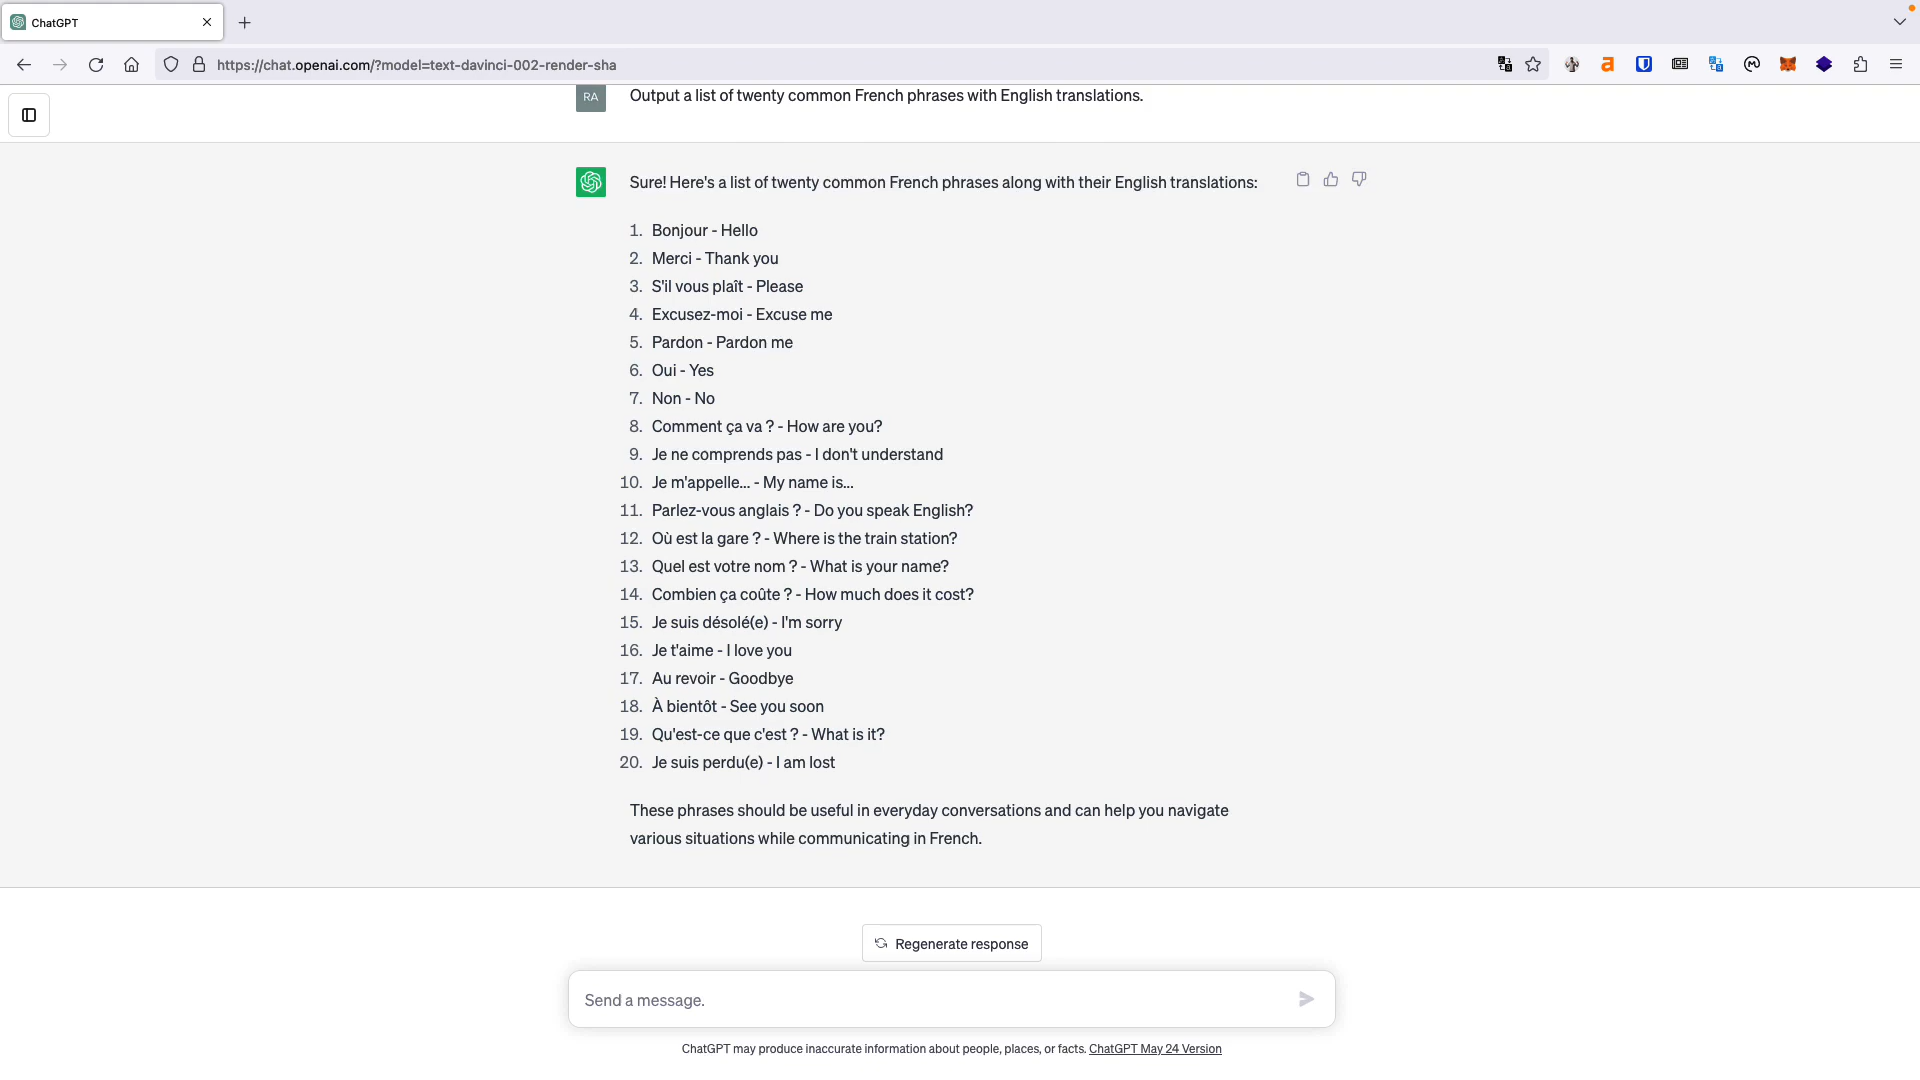 ChatGPT
https://chat.openai.com/?model=text-davinci-002-render-sha
RA
Output a list of twenty common French phrases with English translations.
Sure! Here's a list of twenty common French phrases along with their English translations:
1. Bonjour - Hello
2. Merci - Thank you
3. S'il vous plaît - Please
4. Excusez-moi - Excuse me
5. Pardon - Pardon me
6. Oui - Yes
7. Non - No
8. Comment ça va ? - How are you?
9. Je ne comprends pas - I don't understand
10. Je m'appelle... - My name is...
11. Parlez-vous anglais ? - Do you speak English?
12. Où est la gare ? - Where is the train station?
13. Quel est votre nom ? - What is your name?
14. Combien ça coûte ? - How much does it cost?
15. Je suis désolé(e) - I'm sorry
16. Je t'aime - I love you
17. Au revoir - Goodbye
18. À bientôt - See you soon
19. Qu'est-ce que c'est ? - What is it?
20. Je suis perdu(e) - I am lost
These phrases should be useful in everyday conversations and can help you navigate
various situations while communicating in French.
Regenerate response
Send a message.
ChatGPT may produce inaccurate information about people, places, or facts. ChatGPT May 24 Version